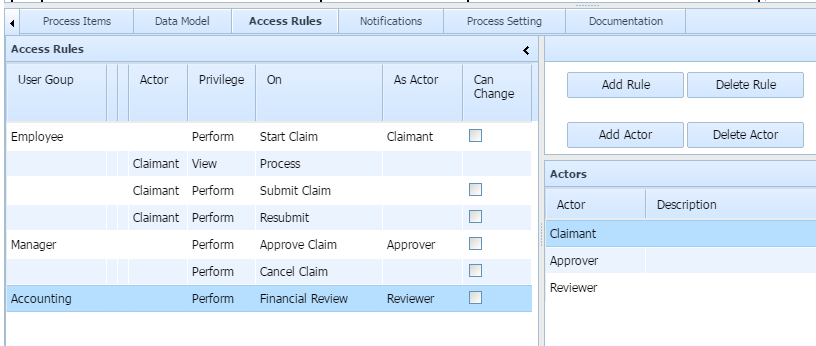 Process Items Data Model Access Rules Notifications Process Setting Documentation
Access Rules
User Goup Actor Privilege On As Actor Can Change
Employee Perform Start Claim Claimant
Claimant View Process
Claimant Perform Submit Claim
Claimant Perform Resubmit
Manager Perform Approve Claim Approver
Perform Cancel Claim
Accounting Perform Financial Review Reviewer
Add Rule Delete Rule
Add Actor Delete Actor
Actors
Actor Description
Claimant
Approver
Reviewer